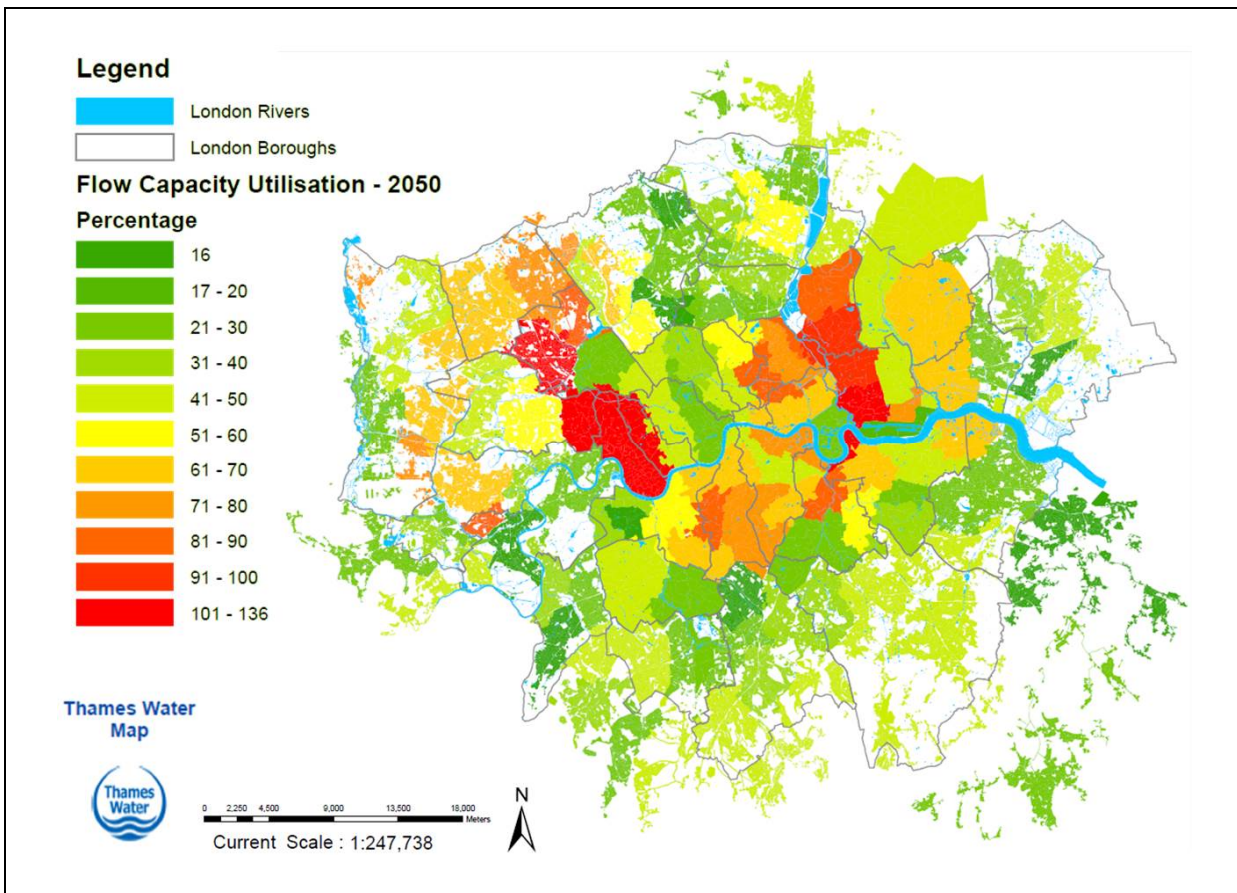 Legend
London Rivers
London Boroughs
Flow Capacity Utilisation - 2050
Percentage
16
17 - 20
21 - 30
31 - 40
41 - 50
51 - 60
61 - 70
71 - 80
81 - 90
91 - 100
101 - 136
Thames Water
Map
Thames
Water
0 2,250 4,500 9,000 13,500 18,000
Meters
Current Scale : 1:247,738
N